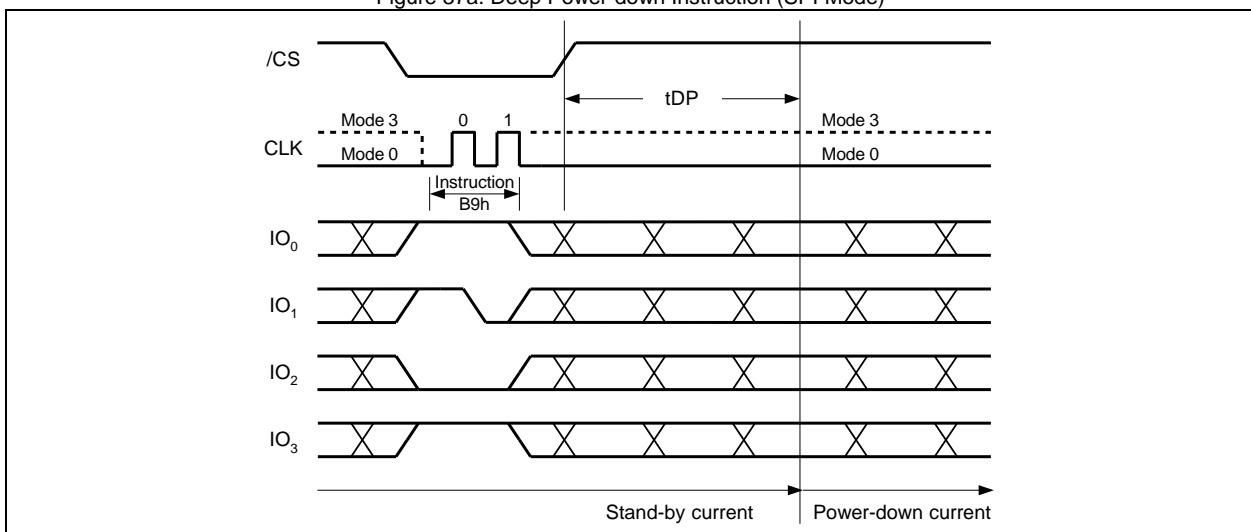 Figure 37a. Deep Power-down Instruction (SPI Mode)
/CS
tDP
Mode 3 0 1 Mode 3
CLK
Mode 0 Mode 0
Instruction
B9h
IO0
IO1
IO2
IO3
Stand-by current Power-down current